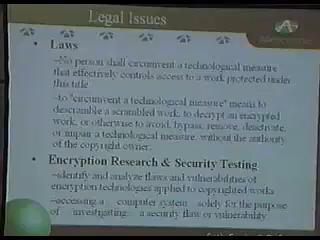 Legal Issues
• Laws
–No person shall circumvent a technological measure
that effectively controls access to a work protected under
this title
–to "circumvent a technological measure" means to
descramble a scrambled work, to decrypt an encrypted
work, or otherwise to avoid, bypass, remove, deactivate,
or impair a technological measure, without the authority
of the copyright owner;
• Encryption Research & Security Testing
–identify and analyze flaws and vulnerabilities of
encryption technologies applied to copyrighted works
–accessing a computer system solely for the purpose
of investigating a security flaw or vulnerability